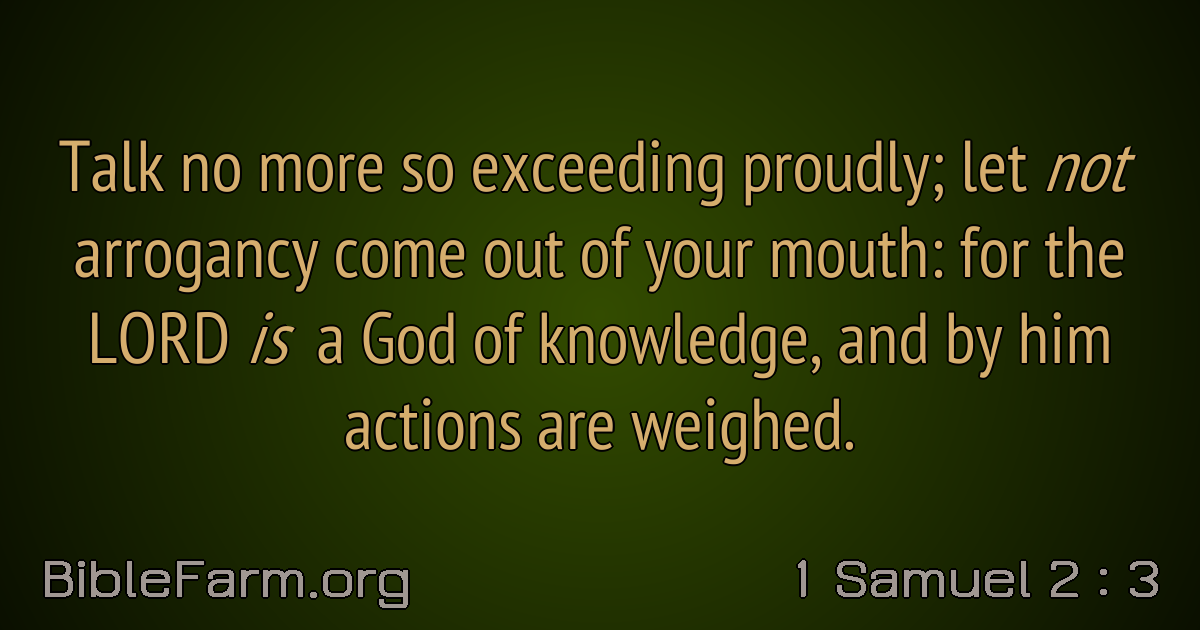 Talk no more so exceeding proudly; let not
arrogancy come out of your mouth: for the
LORD is a God of knowledge, and by him
actions are weighed.
BibleFarm.org
1 Samuel 2 : 3